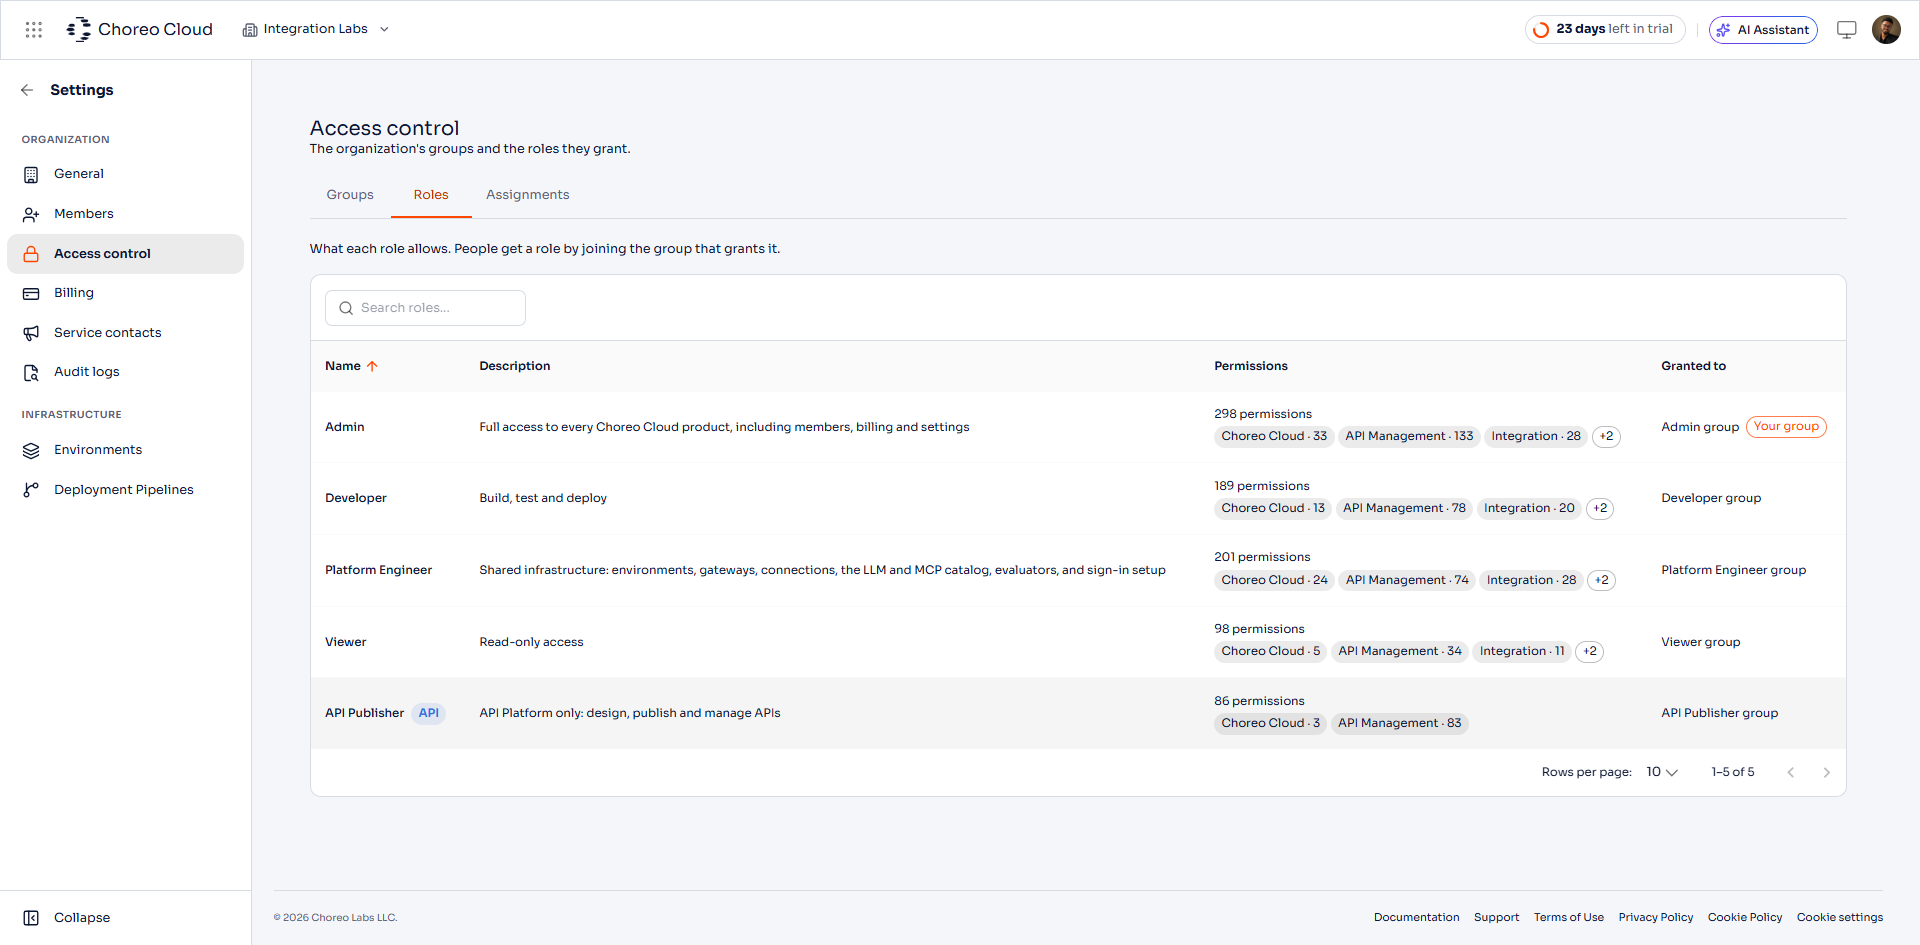 Choreo Cloud
Integration Labs
23 days left in trial
AI Assistant
Settings
ORGANIZATION
General
Members
Access control
Billing
Service contacts
Audit logs
INFRASTRUCTURE
Environments
Deployment Pipelines
Collapse
Access control
The organization's groups and the roles they grant.
Groups Roles Assignments
What each role allows. People get a role by joining the group that grants it.
Search roles...
Name Description Permissions Granted to
Admin
Full access to every Choreo Cloud product, including members, billing and settings
298 permissions
Choreo Cloud · 33 API Management · 133 Integration · 28 +2
Admin group Your group
Developer
Build, test and deploy
189 permissions
Choreo Cloud · 13 API Management · 78 Integration · 20 +2
Developer group
Platform Engineer
Shared infrastructure: environments, gateways, connections, the LLM and MCP catalog, evaluators, and sign-in setup
201 permissions
Choreo Cloud · 24 API Management · 74 Integration · 28 +2
Platform Engineer group
Viewer
Read-only access
98 permissions
Choreo Cloud · 5 API Management · 34 Integration · 11 +2
Viewer group
API Publisher API
API Platform only: design, publish and manage APIs
86 permissions
Choreo Cloud · 3 API Management · 83
API Publisher group
Rows per page: 10 1–5 of 5
© 2026 Choreo Labs LLC.
Documentation Support Terms of Use Privacy Policy Cookie Policy Cookie settings